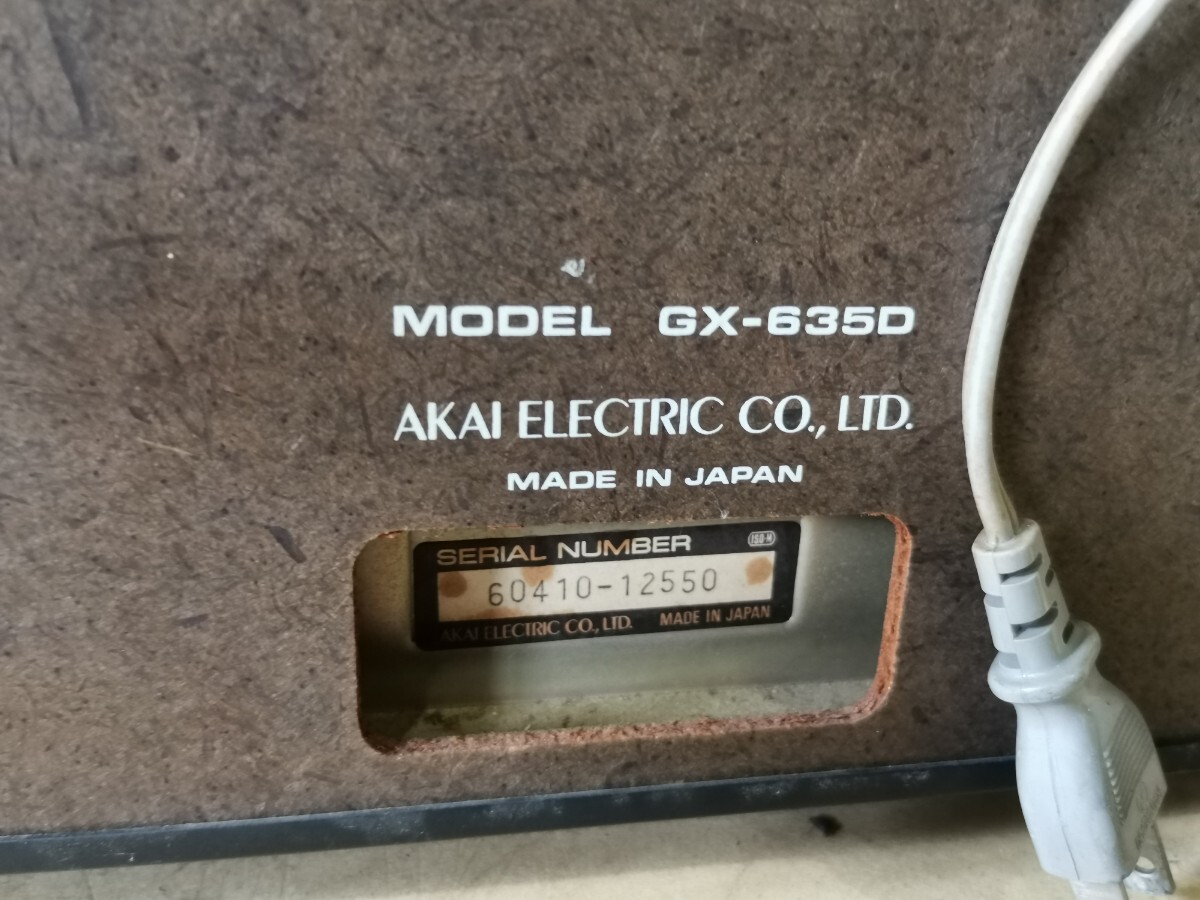 MODEL GX-635D
AKAI ELECTRIC CO., LTD.
MADE IN JAPAN
SERIAL NUMBER ISO-M
60410-12550
AKAI ELECTRIC CO., LTD. MADE IN JAPAN